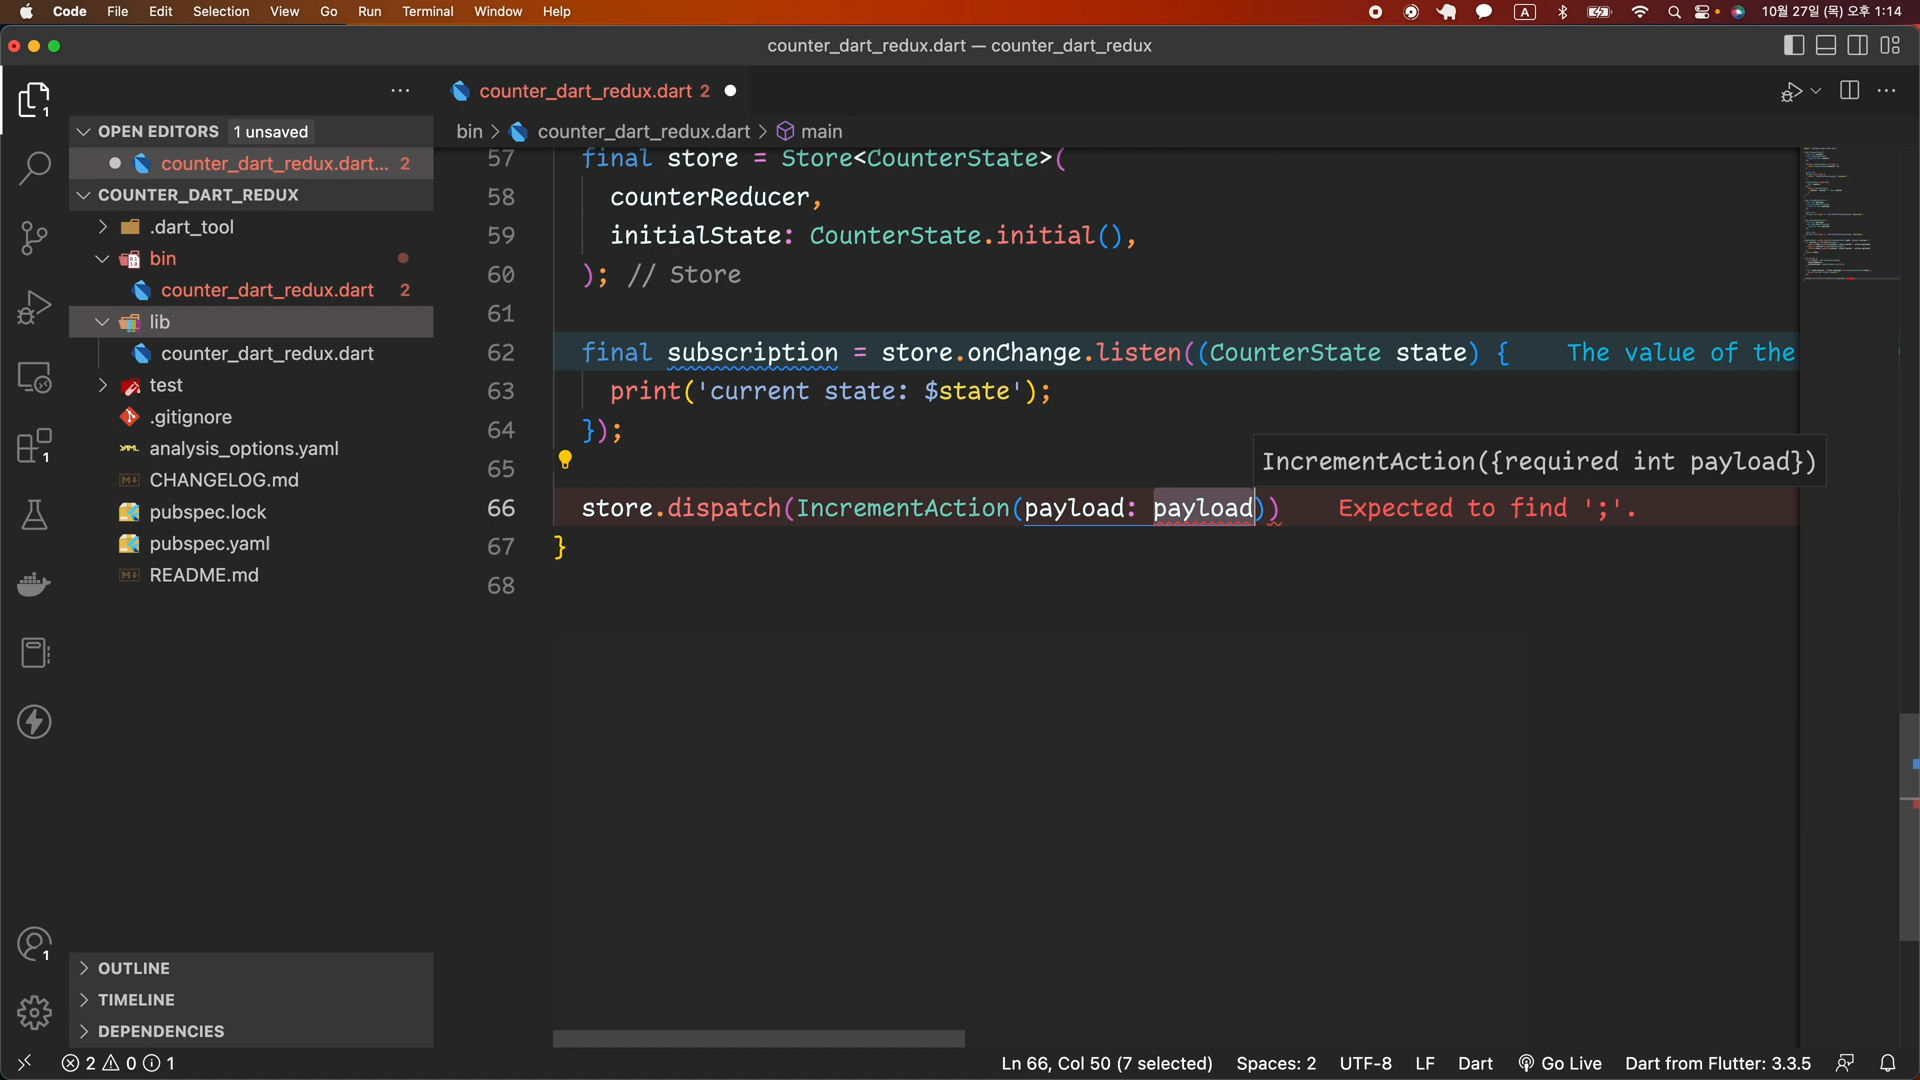 Code File Edit Selection View Go Run Terminal Window Help A 10월 27일 (목) 오후 1:14
counter_dart_redux.dart — counter_dart_redux
counter_dart_redux.dart 2
OPEN EDITORS 1 unsaved
bin > counter_dart_redux.dart > main
counter_dart_redux.dart... 2
COUNTER_DART_REDUX
.dart_tool
bin
counter_dart_redux.dart 2
lib
counter_dart_redux.dart
test
.gitignore
analysis_options.yaml
CHANGELOG.md
pubspec.lock
pubspec.yaml
README.md
57 final store = Store<CounterState>(
58 counterReducer,
59 initialState: CounterState.initial(),
60 ); // Store
61
62 final subscription = store.onChange.listen((CounterState state) { The value of the
63 print('current state: $state');
64 });
65
IncrementAction({required int payload})
66 store.dispatch(IncrementAction(payload: payload)) Expected to find ';'.
67 }
68
OUTLINE
TIMELINE
DEPENDENCIES
2 0 1 Ln 66, Col 50 (7 selected) Spaces: 2 UTF-8 LF Dart Go Live Dart from Flutter: 3.3.5